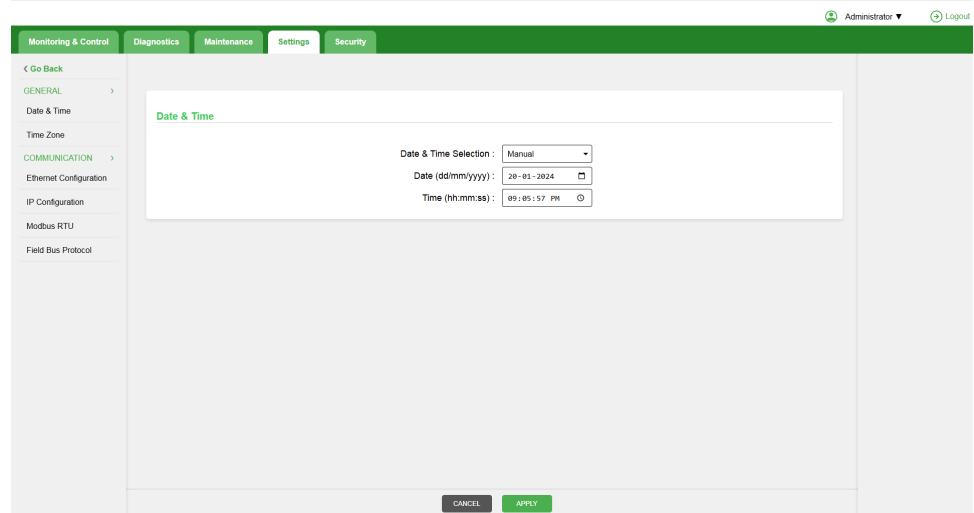 Administrator ▼ Logout
Monitoring & Control Diagnostics Maintenance Settings Security
< Go Back
GENERAL >
Date & Time
Time Zone
COMMUNICATION >
Ethernet Configuration
IP Configuration
Modbus RTU
Field Bus Protocol
Date & Time
Date & Time Selection : Manual
Date (dd/mm/yyyy) : 20-01-2024
Time (hh:mm:ss) : 09:05:57 PM
CANCEL APPLY